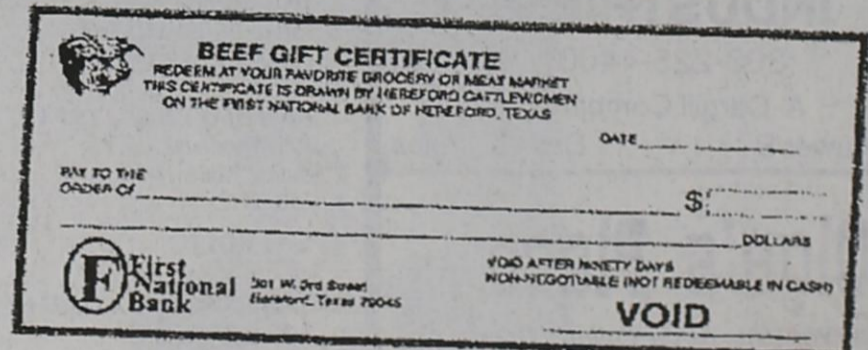 INDUS
BEEF GIFT CERTIFICATE
REDEEM AT YOUR FAVORITE GROCERY OR MEAT MARKET
THIS CERTIFICATE IS DRAWN BY HEREFORD CATTLEWOMEN
ON THE FIRST NATIONAL BANK OF HEREFORD, TEXAS
DATE
PAY TO THE
ORDER OF $
DOLLARS
F First
National
Bank
301 W. 3rd Street
Hereford, Texas 79045
VOID AFTER NINETY DAYS
NON-NEGOTIABLE (NOT REDEEMABLE IN CASH)
VOID